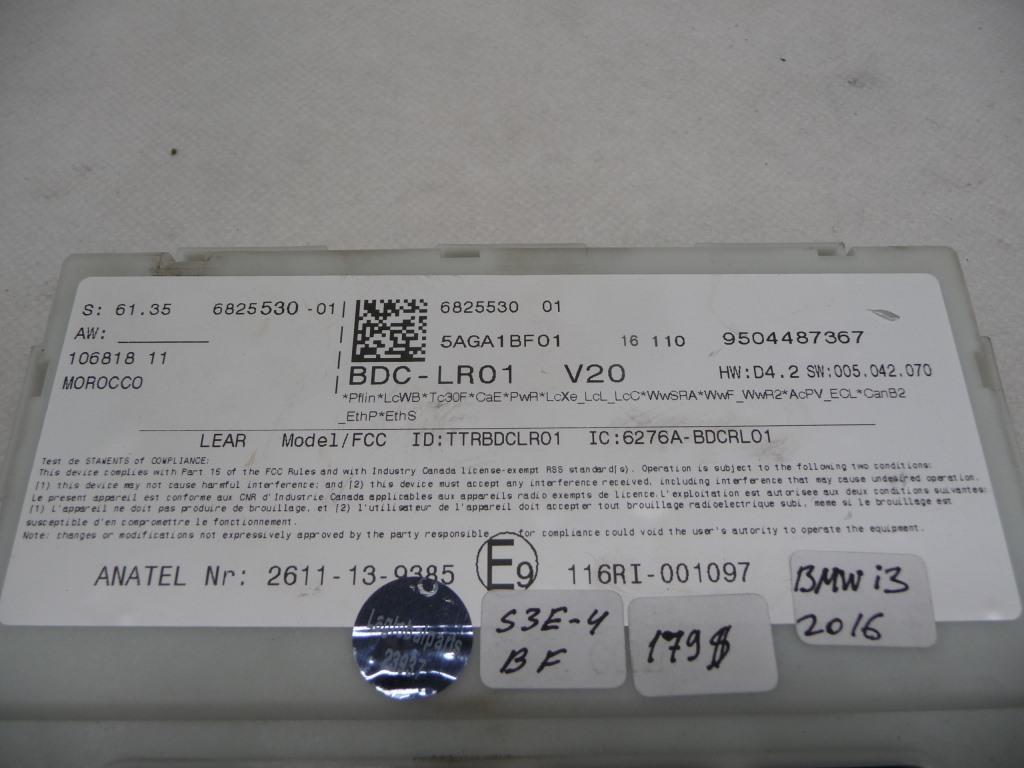 S: 61.35 6825530 -01
AW: ________
106818 11
MOROCCO
6825530 01
5AGA1BF01 16 110 9504487367
BDC-LR01 V20 HW:D4.2 SW:005.042.070
*Pflin*LcWB*Tc30F*CaE*PwR*LcXe_LcL_LcC*WwSRA*WwF_WwR2*AcPV_ECL*CanB2
_EthP*EthS
LEAR Model/FCC ID:TTRBDCLR01 IC:6276A-BDCRL01
Test de STAMENTS of COMPLIANCE:
This device complies with Part 15 of the FCC Rules and with Industry Canada license-exempt RSS standard(s). Operation is subject to the following two conditions:
(1) this device may not cause harmful interference; and (2) this device must accept any interference received, including interference that may cause undesired operation.
Le present appareil est conforme aux CNR d'Industrie Canada applicables aux appareils radio exempts de licence.L'exploitation est autorisee aux deux conditions suivantes:
(1) L'appareil ne doit pas produire de brouillage, et (2) l'utilisateur de l'appareil doit accepter tout brouillage radioelectrique subi, meme si le brouillage est
susceptible d'en compromettre le fonctionnement.
Note: changes or modifications not expressively approved by the party responsible for compliance could void the user's authority to operate the equipment.
ANATEL Nr: 2611-13-9385 E9 116RI-001097
BMW i3
2016
S3E-4
BF
179$
23937